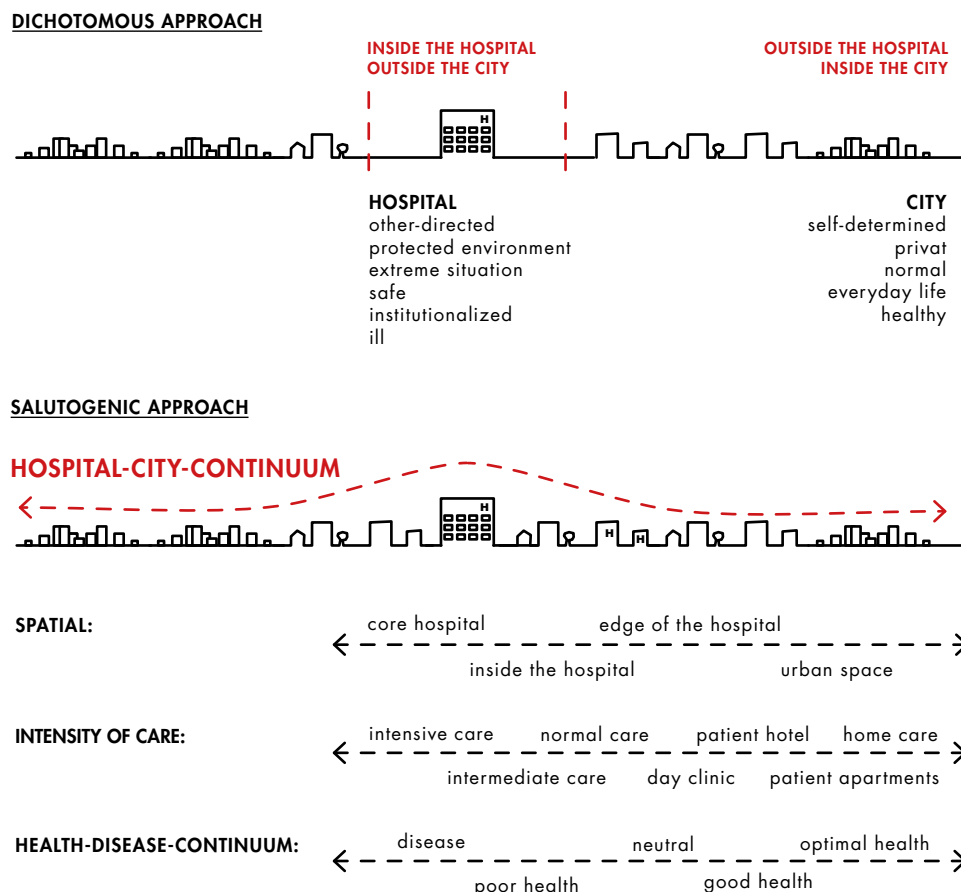 DICHOTOMOUS APPROACH
INSIDE THE HOSPITAL
OUTSIDE THE CITY
OUTSIDE THE HOSPITAL
INSIDE THE CITY
H
HOSPITAL
other-directed
protected environment
extreme situation
safe
institutionalized
ill
CITY
self-determined
privat
normal
everyday life
healthy
SALUTOGENIC APPROACH
HOSPITAL-CITY-CONTINUUM
H
H
H
SPATIAL:
core hospital
edge of the hospital
inside the hospital
urban space
INTENSITY OF CARE:
intensive care
normal care
patient hotel
home care
intermediate care
day clinic
patient apartments
HEALTH-DISEASE-CONTINUUM:
disease
neutral
optimal health
poor health
good health